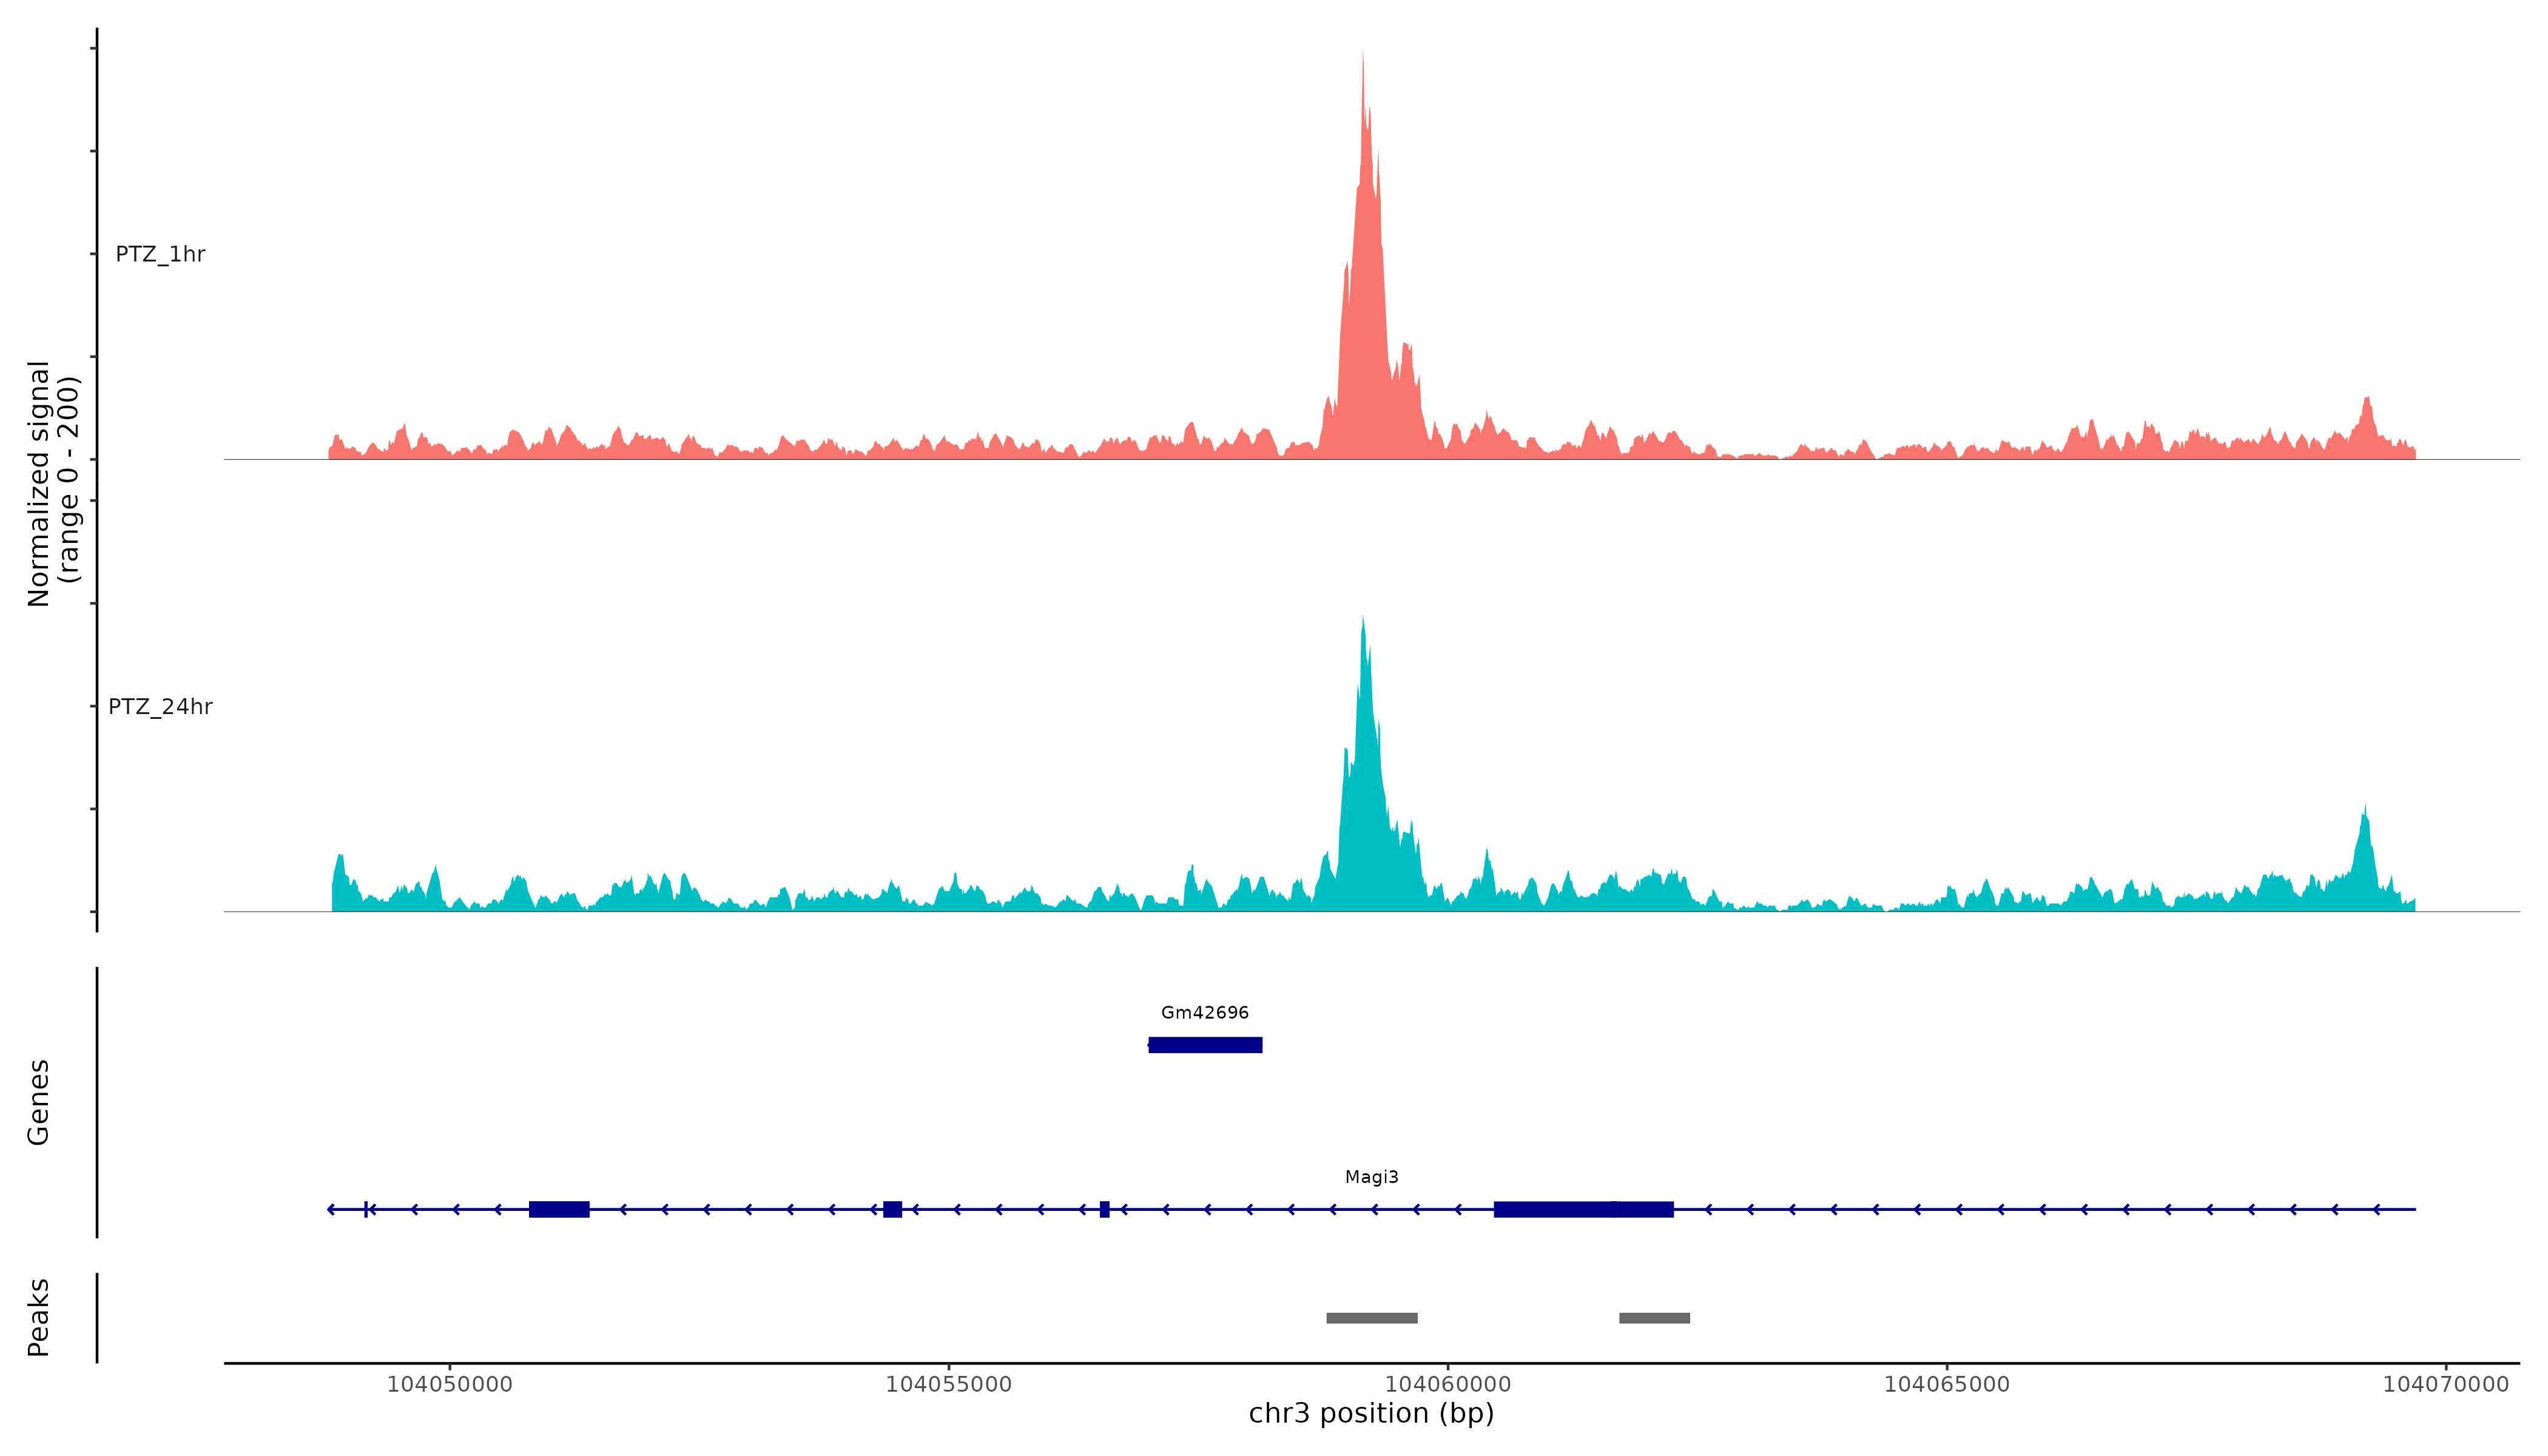 Normalized signal
(range 0 - 200)
PTZ_1hr
PTZ_24hr
Genes
Gm42696
Magi3
Peaks
104050000 104055000 104060000 104065000 104070000
chr3 position (bp)